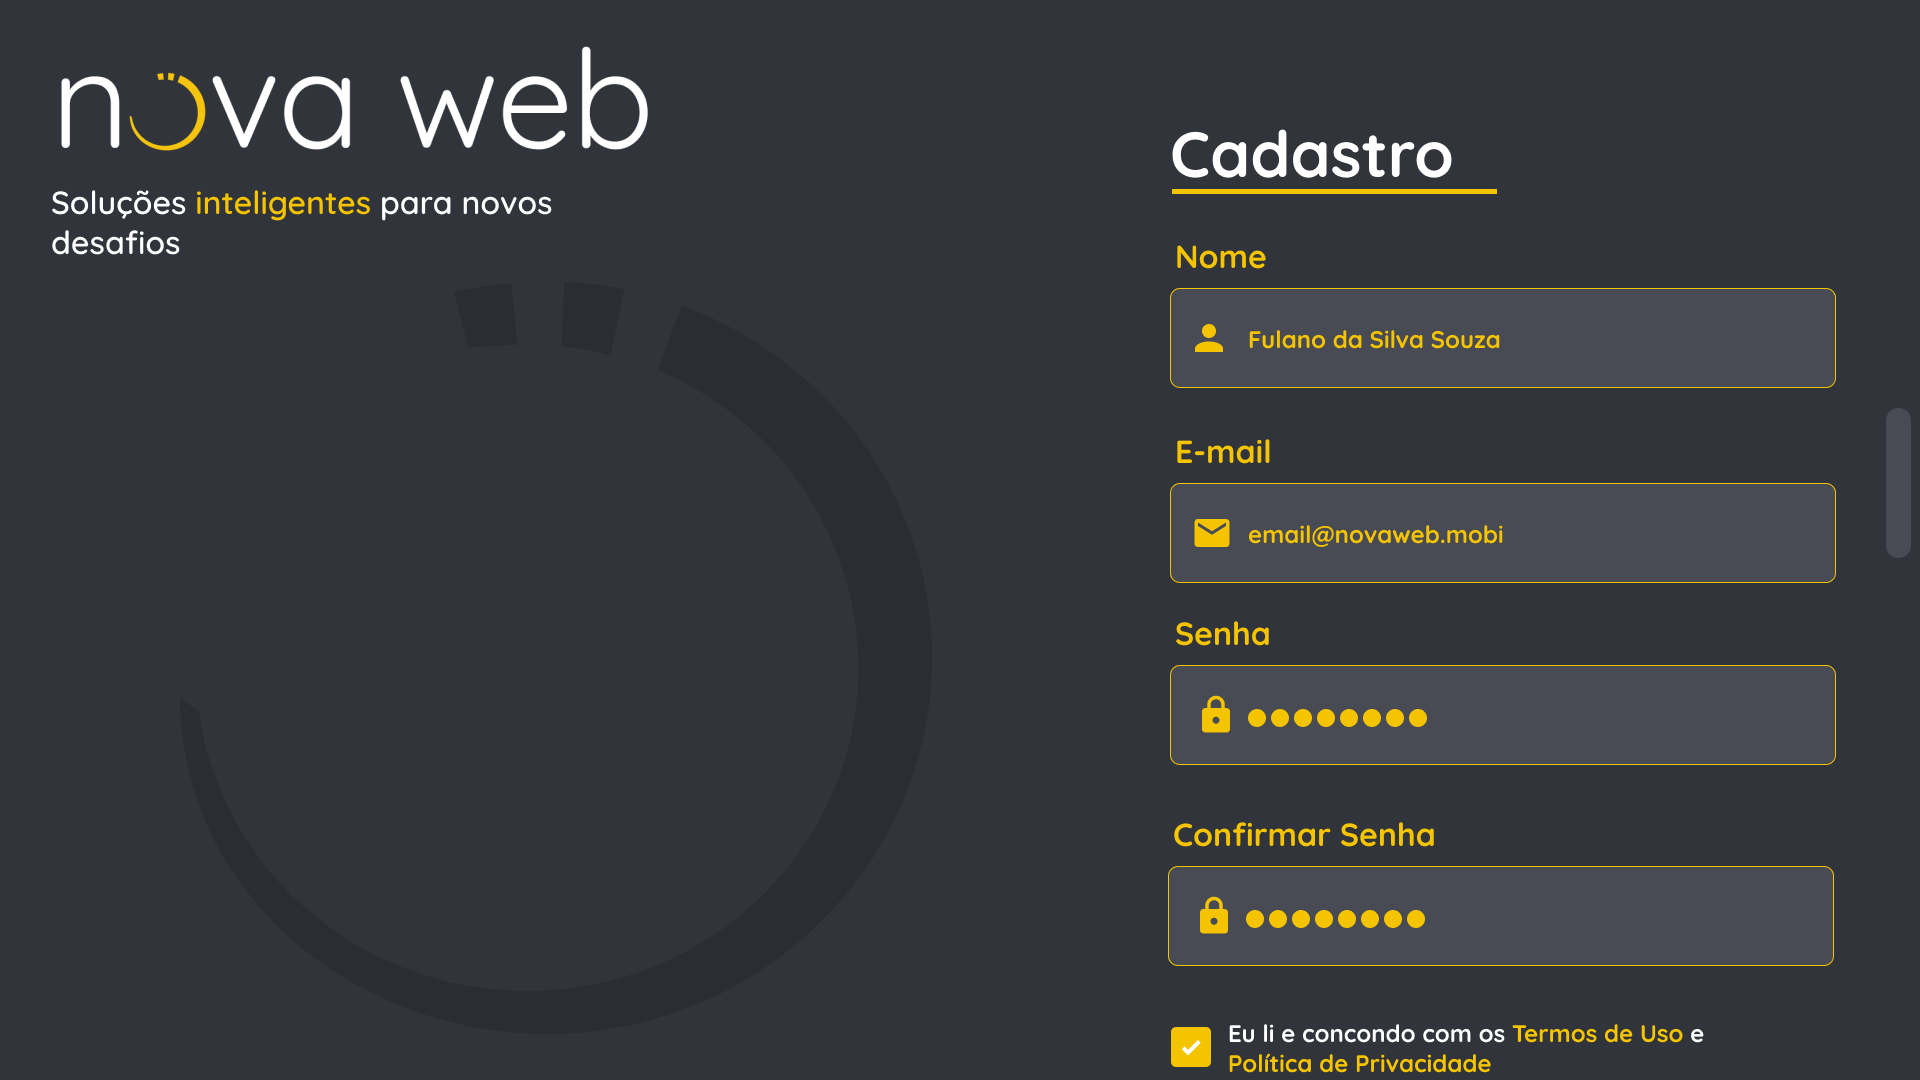 nova web
Soluções inteligentes para novos
desafios
Cadastro
Nome
Fulano da Silva Souza
E-mail
email@novaweb.mobi
Senha
Confirmar Senha
Eu li e concondo com os Termos de Uso e
Política de Privacidade